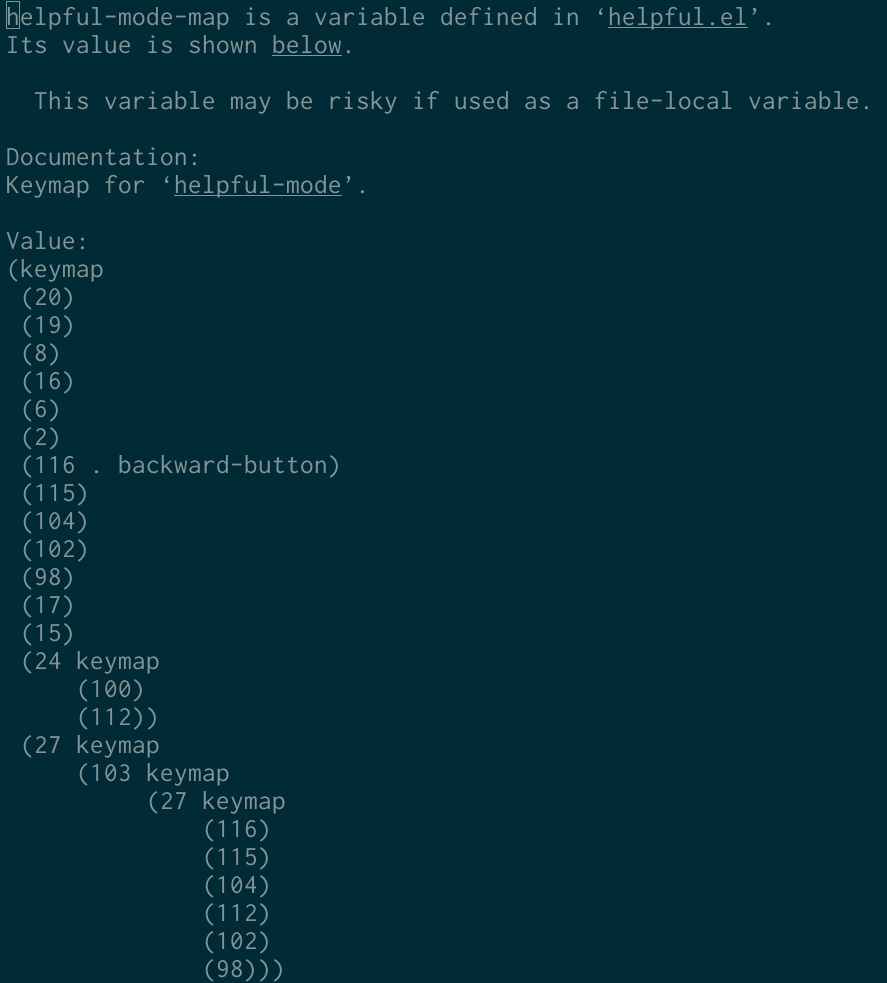 helpful-mode-map is a variable defined in ‘helpful.el’.
Its value is shown below.

  This variable may be risky if used as a file-local variable.

Documentation:
Keymap for ‘helpful-mode’.

Value:
(keymap
 (20)
 (19)
 (8)
 (16)
 (6)
 (2)
 (116 . backward-button)
 (115)
 (104)
 (102)
 (98)
 (17)
 (15)
 (24 keymap
     (100)
     (112))
 (27 keymap
     (103 keymap
          (27 keymap
              (116)
              (115)
              (104)
              (112)
              (102)
              (98)))